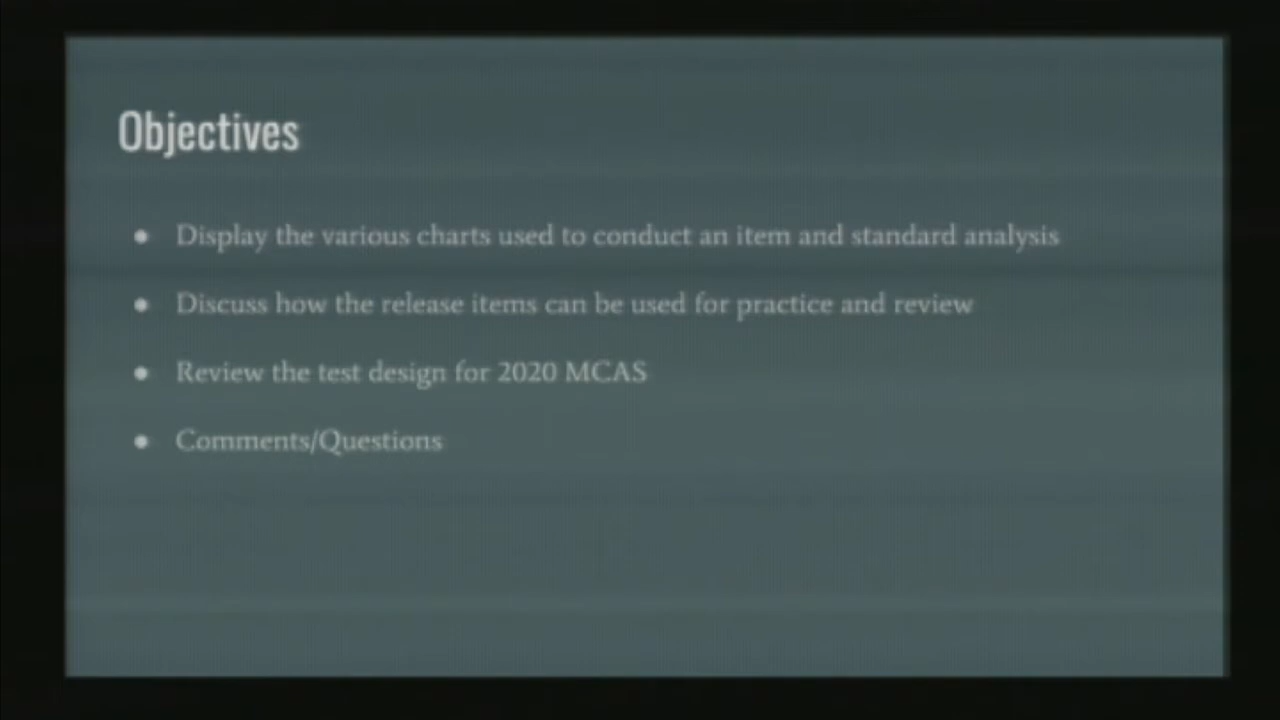 Objectives
Display the various charts used to conduct an item and standard analysis
Discuss how the release items can be used for practice and review
Review the test design for 2020 MCAS
Comments/Questions